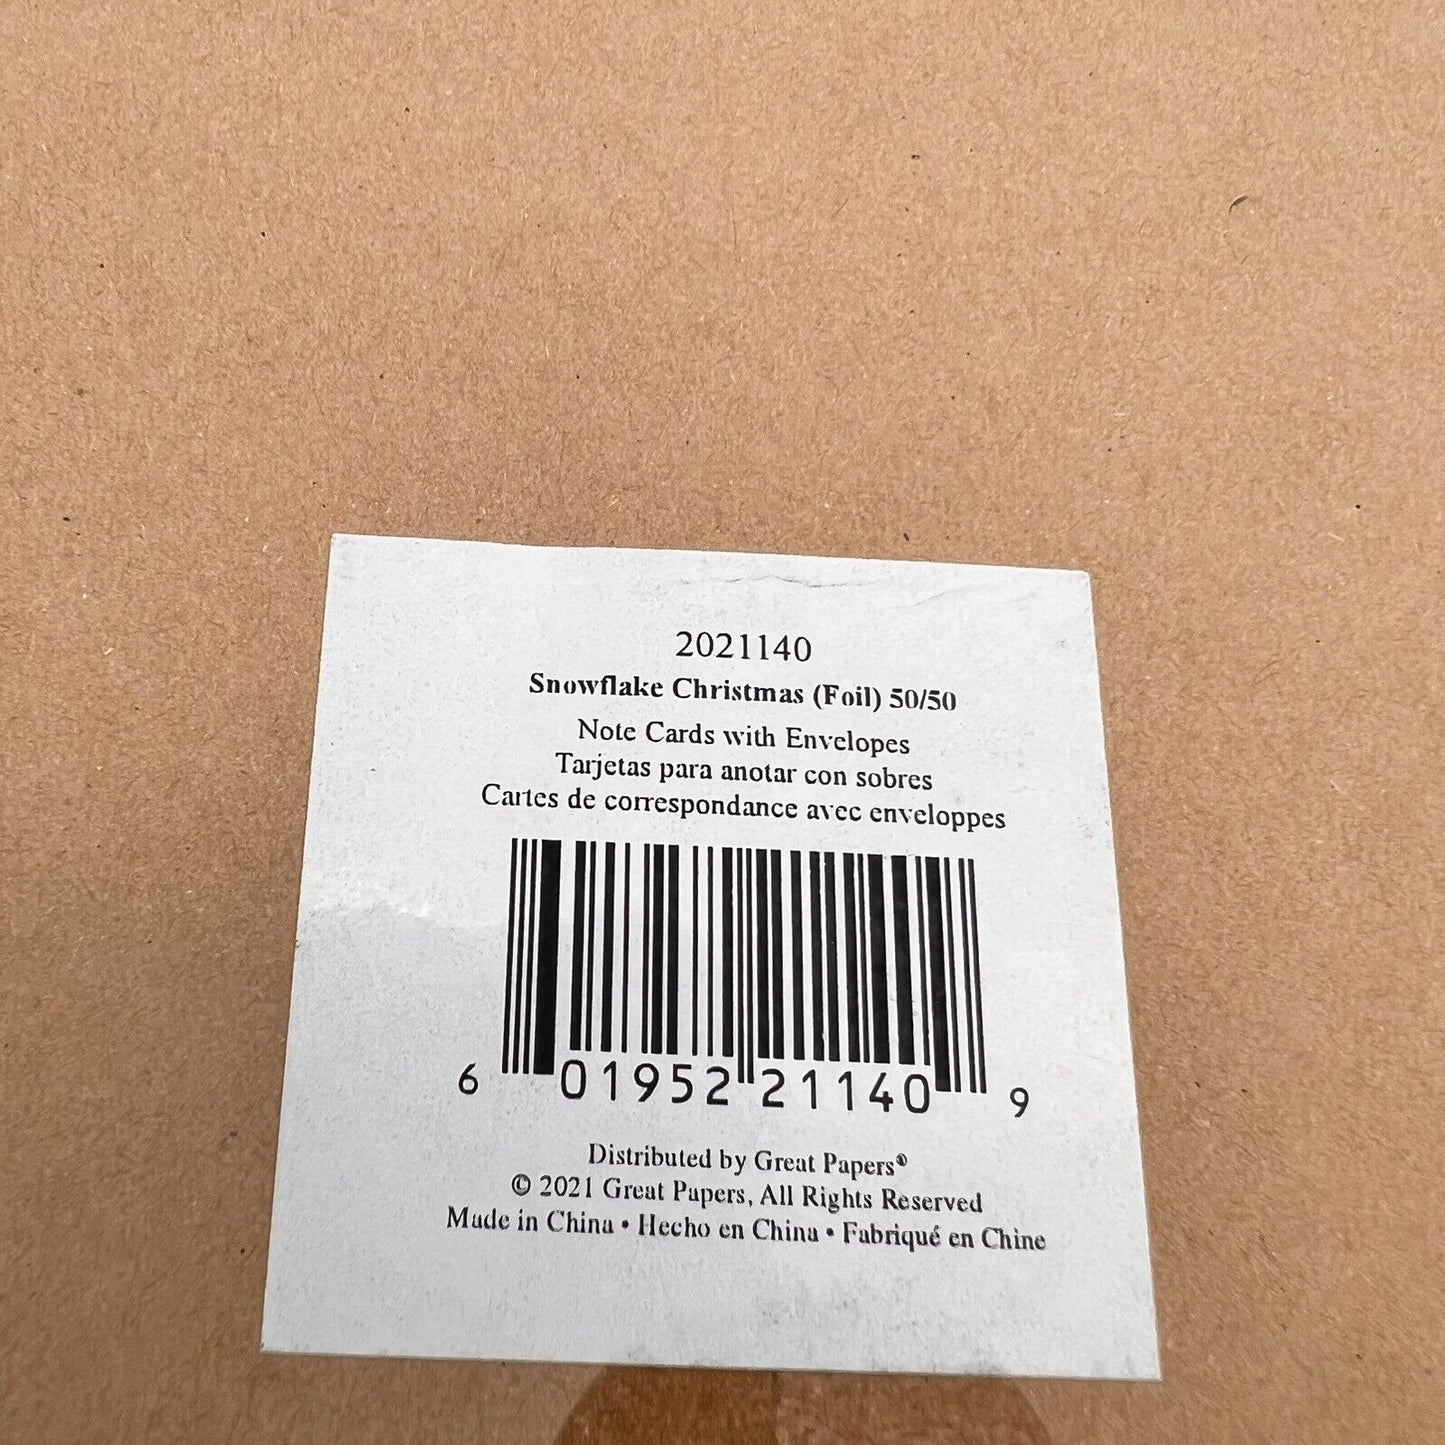 2021140
Snowflake Christmas (Foil) 50/50
Note Cards with Envelopes
Tarjetas para anotar con sobres
Cartes de correspondance avec enveloppes
6 01952 21140 9
Distributed by Great Papers®
© 2021 Great Papers, All Rights Reserved
Made in China • Hecho en China • Fabriqué en Chine